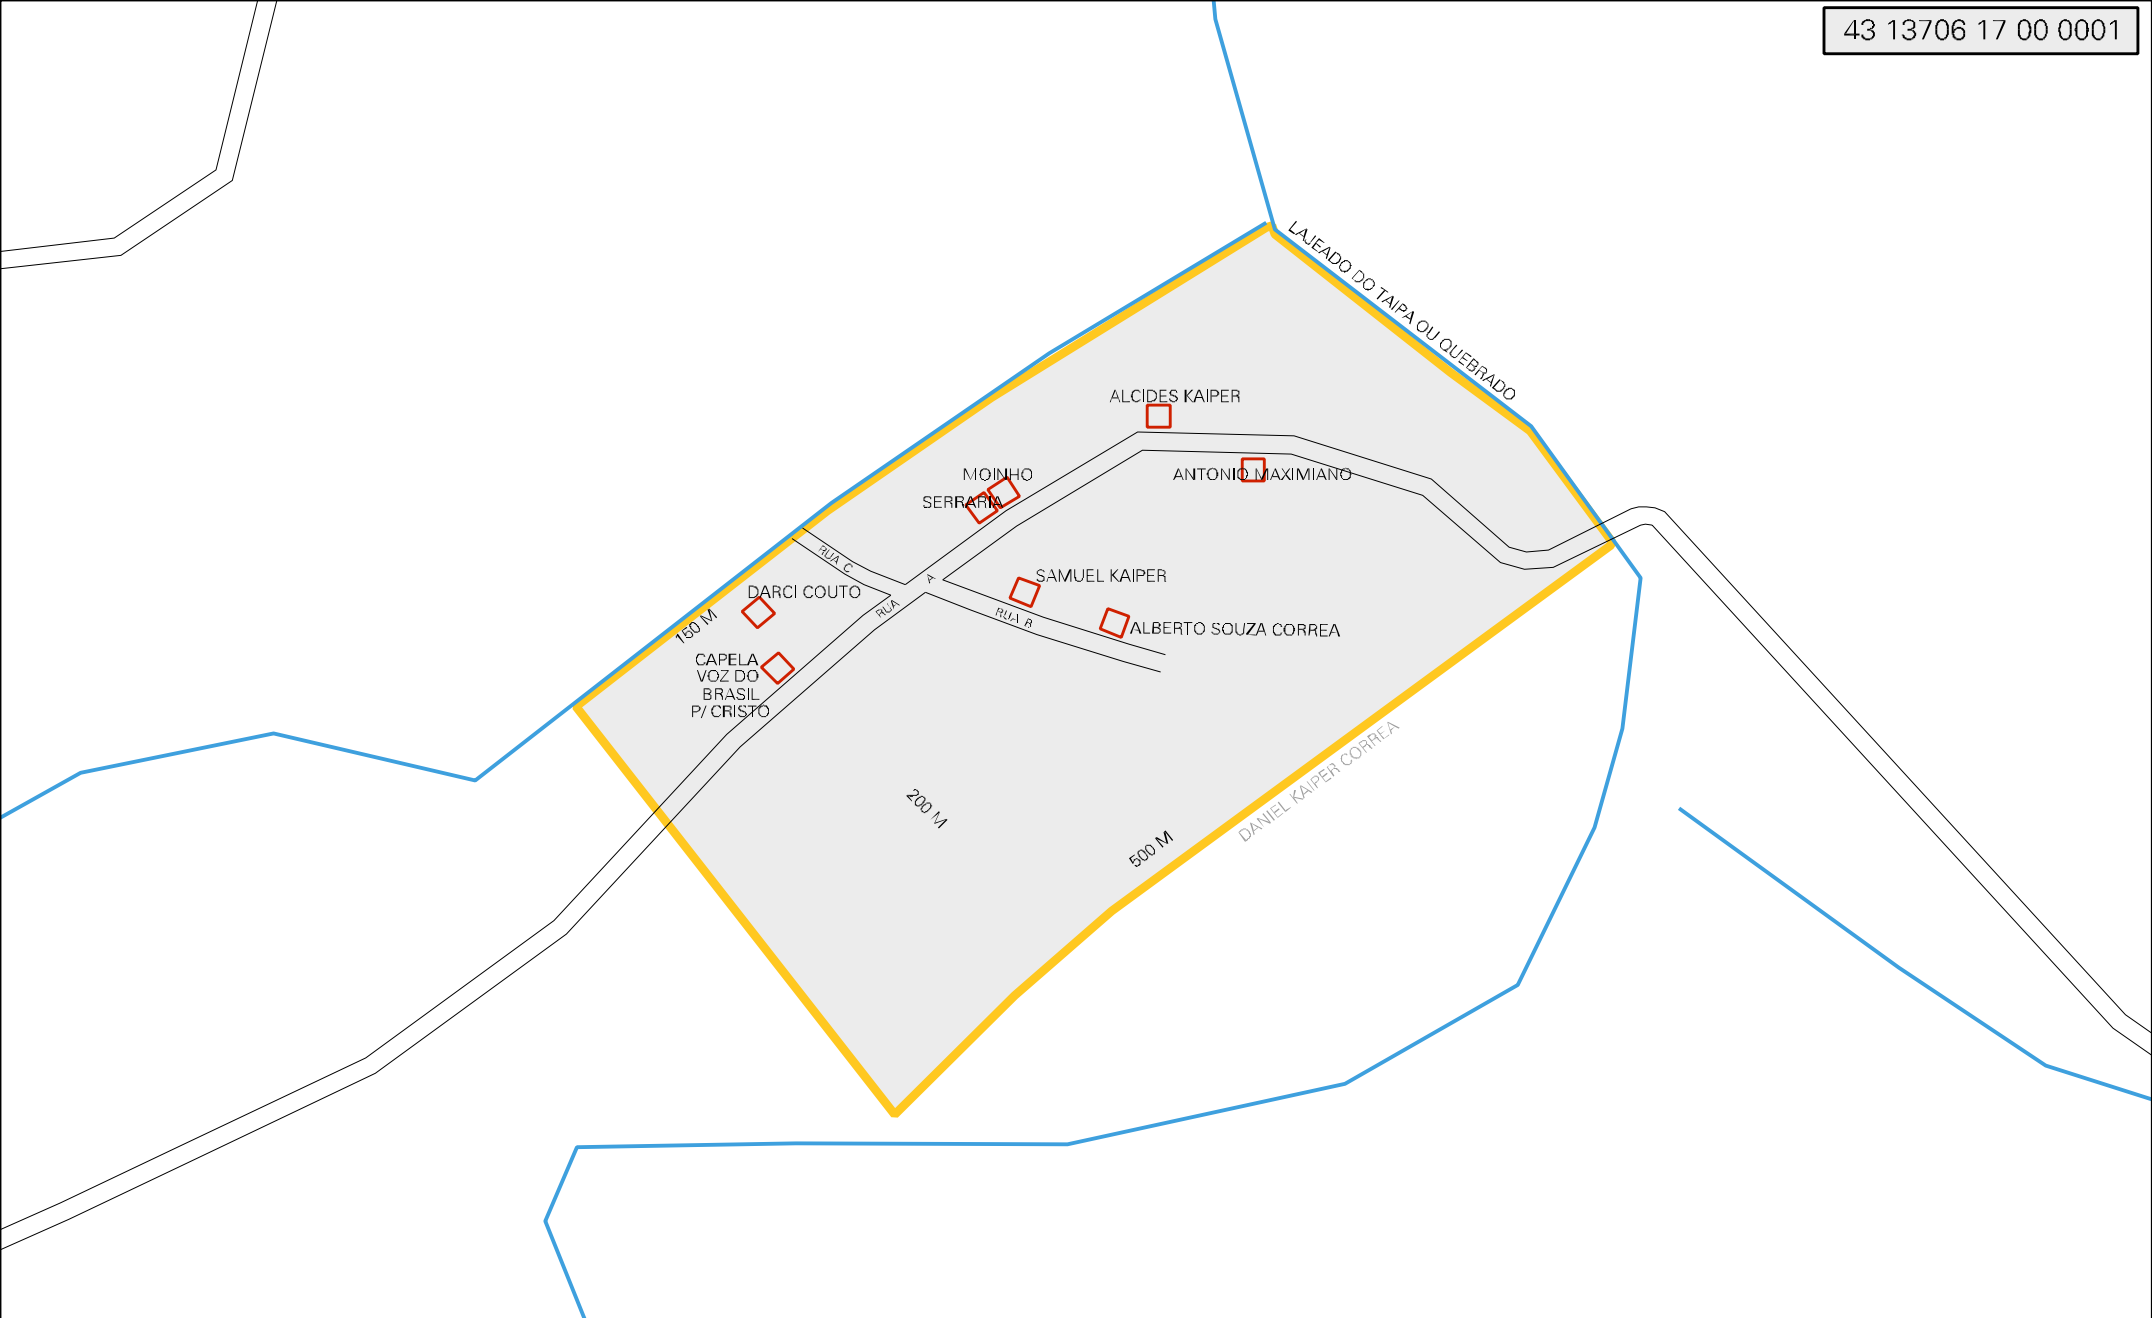 43 13706 17 00 0001
LAJEADO DO TAIPA OU QUEBRADO
ALCIDES KAIPER
MOINHO
ANTONIO MAXIMIANO
SERRARIA
RUA C
SAMUEL KAIPER
DARCI COUTO
RUA A
RUA B
150 M
ALBERTO SOUZA CORREA
CAPELA
VOZ DO
BRASIL
P/ CRISTO
200 M
DANIEL KAIPER CORREA
500 M